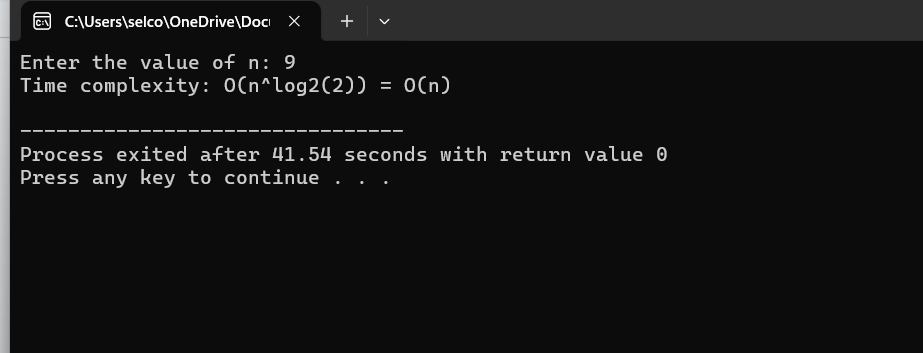 C:\Users\selco\OneDrive\Doc
Enter the value of n: 9
Time complexity: O(n^log2(2)) = O(n)
--------------------------------
Process exited after 41.54 seconds with return value 0
Press any key to continue . . .